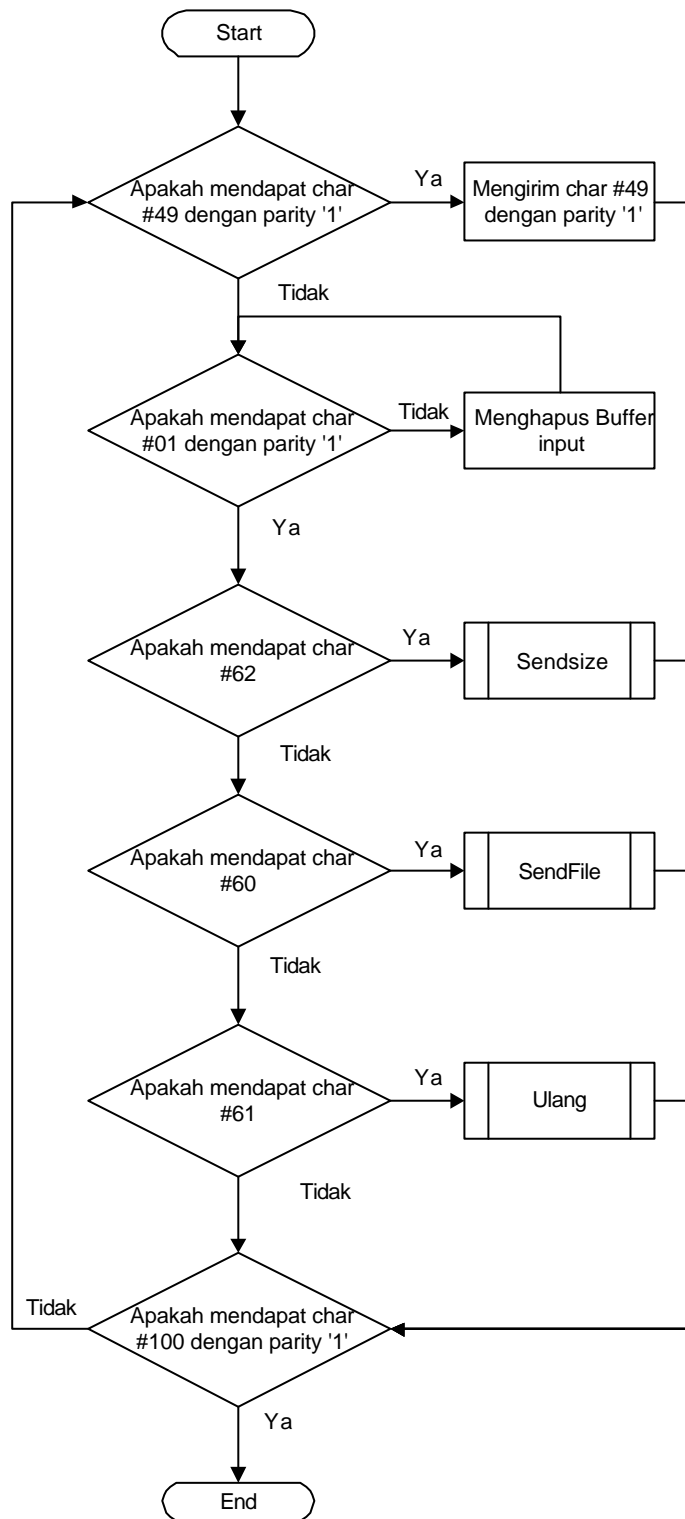 Start
Apakah mendapat char
#49 dengan parity '1'
Ya
Mengirim char #49
dengan parity '1'
Tidak
Apakah mendapat char
#01 dengan parity '1'
Tidak
Menghapus Buffer
input
Ya
Apakah mendapat char
#62
Ya
Sendsize
Tidak
Apakah mendapat char
#60
Ya
SendFile
Tidak
Apakah mendapat char
#61
Ya
Ulang
Tidak
Tidak
Apakah mendapat char
#100 dengan parity '1'
Ya
End